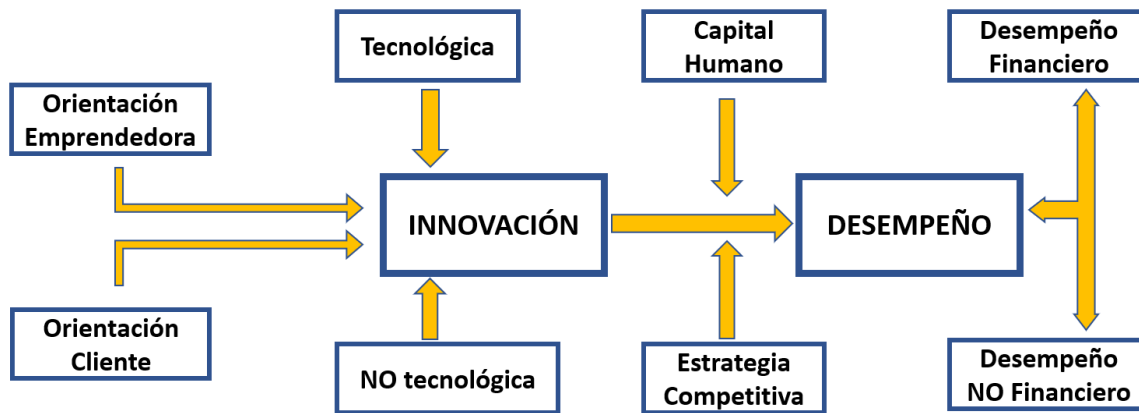 Tecnológica
Capital
Humano
Desempeño
Financiero
Orientación
Emprendedora
INNOVACIÓN
DESEMPEÑO
Orientación
Cliente
NO tecnológica
Estrategia
Competitiva
Desempeño
NO Financiero